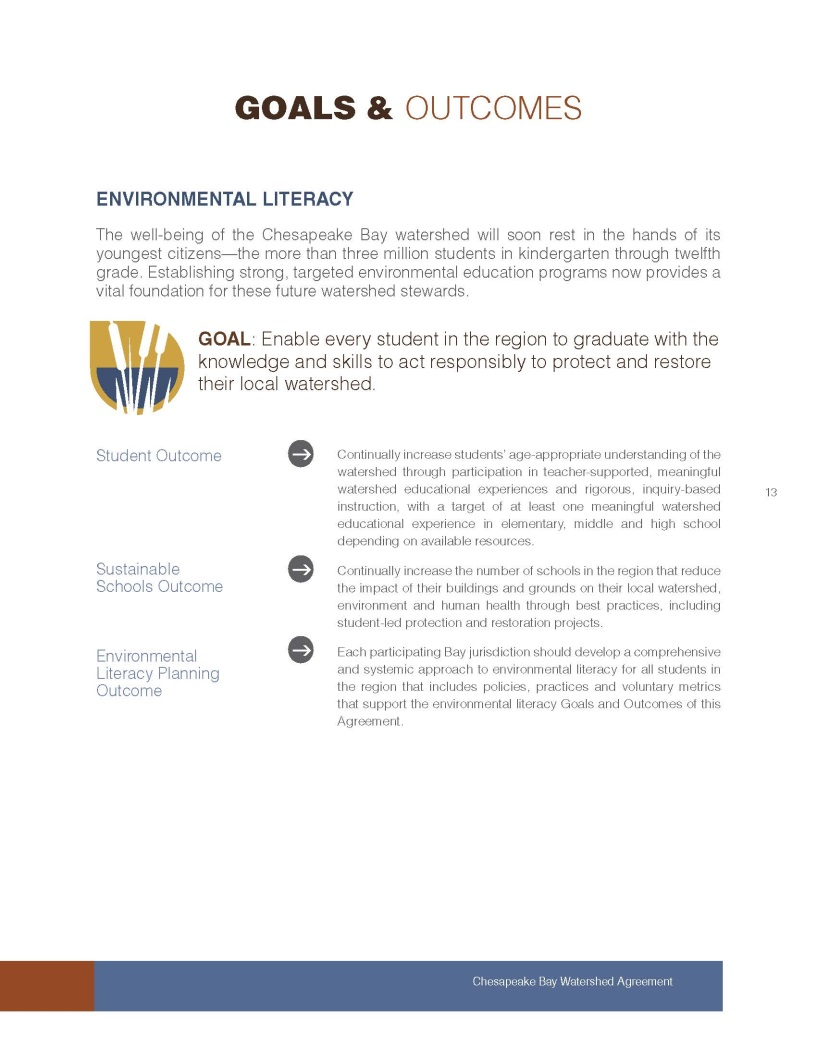 GOALS & OUTCOMES
ENVIRONMENTAL LITERACY
The well-being of the Chesapeake Bay watershed will soon rest in the hands of its
youngest citizens—the more than three million students in kindergarten through twelfth
grade. Establishing strong, targeted environmental education programs now provides a
vital foundation for these future watershed stewards.
GOAL: Enable every student in the region to graduate with the
knowledge and skills to act responsibly to protect and restore
their local watershed.
Student Outcome
Continually increase students' age-appropriate understanding of the
watershed through participation in teacher-supported, meaningful
watershed educational experiences and rigorous, inquiry-based
instruction, with a target of at least one meaningful watershed
educational experience in elementary, middle and high school
depending on available resources.
13
Sustainable
Schools Outcome
Continually increase the number of schools in the region that reduce
the impact of their buildings and grounds on their local watershed,
environment and human health through best practices, including
student-led protection and restoration projects.
Environmental
Literacy Planning
Outcome
Each participating Bay jurisdiction should develop a comprehensive
and systemic approach to environmental literacy for all students in
the region that includes policies, practices and voluntary metrics
that support the environmental literacy Goals and Outcomes of this
Agreement.
Chesapeake Bay Watershed Agreement